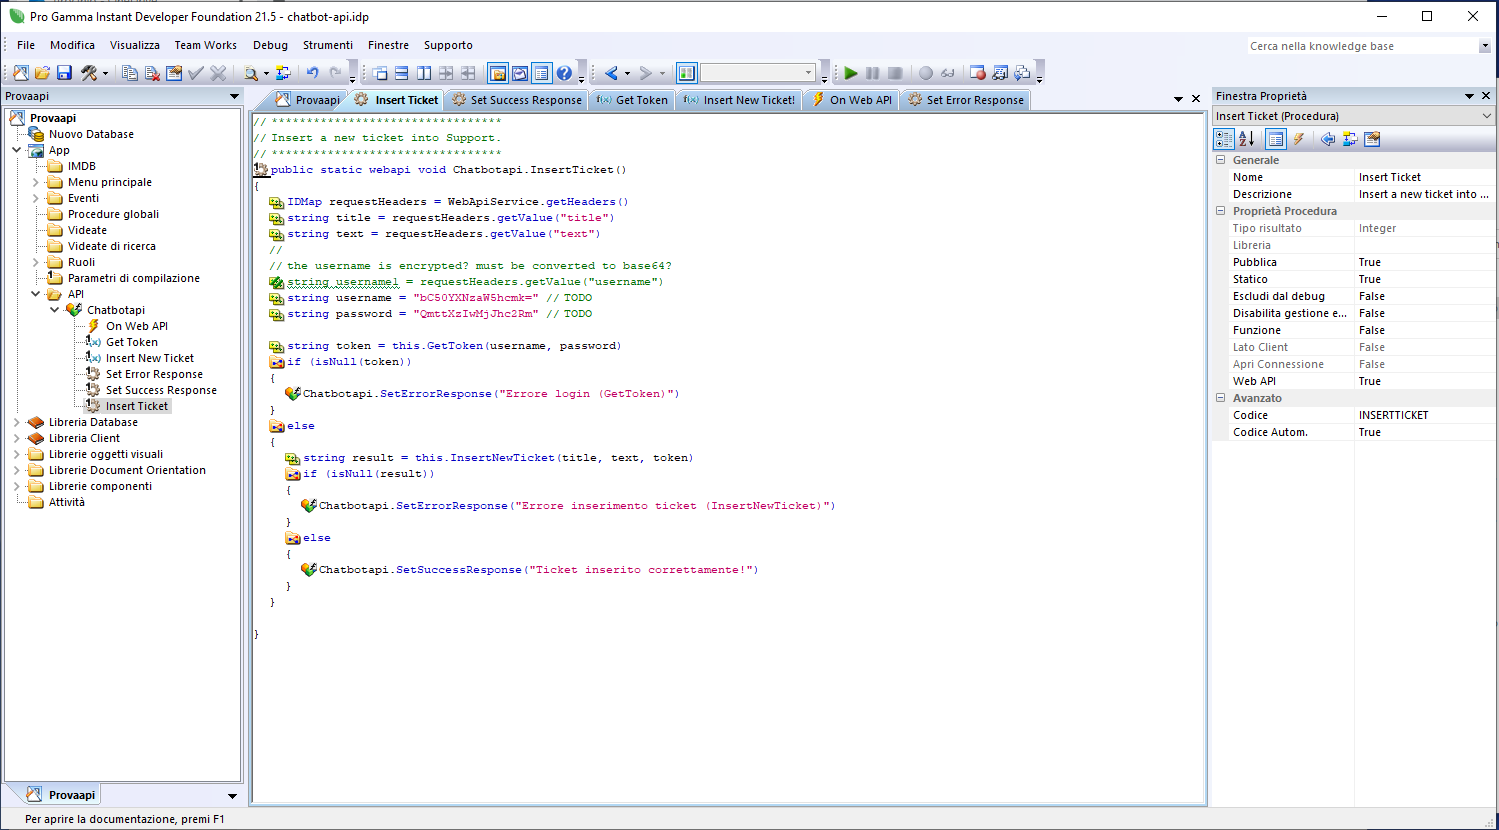 Pro Gamma Instant Developer Foundation 21.5 - chatbot-api.idp
File Modifica Visualizza Team Works Debug Strumenti Finestre Supporto
Cerca nella knowledge base
Provaapi
Provaapi
Nuovo Database
App
IMDB
Menu principale
Eventi
Procedure globali
Videate
Videate di ricerca
Ruoli
Parametri di compilazione
API
Chatbotapi
On Web API
Get Token
Insert New Ticket
Set Error Response
Set Success Response
Insert Ticket
Libreria Database
Libreria Client
Librerie oggetti visuali
Librerie Document Orientation
Librerie componenti
Attività
Provaapi
Provaapi Insert Ticket Set Success Response f(x) Get Token f(x) Insert New Ticket! On Web API Set Error Response
// *********************************
// Insert a new ticket into Support.
// *********************************
public static webapi void Chatbotapi.InsertTicket()
{
IDMap requestHeaders = WebApiService.getHeaders()
string title = requestHeaders.getValue("title")
string text = requestHeaders.getValue("text")
//
// the username is encrypted? must be converted to base64?
string username1 = requestHeaders.getValue("username")
string username = "bC50YXNzaW5hcmk=" // TODO
string password = "QmttXzIwMjJhc2Rm" // TODO
string token = this.GetToken(username, password)
if (isNull(token))
{
Chatbotapi.SetErrorResponse("Errore login (GetToken)")
}
else
{
string result = this.InsertNewTicket(title, text, token)
if (isNull(result))
{
Chatbotapi.SetErrorResponse("Errore inserimento ticket (InsertNewTicket)")
}
else
{
Chatbotapi.SetSuccessResponse("Ticket inserito correttamente!")
}
}
}
Finestra Proprietà
Insert Ticket (Procedura)
Generale
Nome Insert Ticket
Descrizione Insert a new ticket into ...
Proprietà Procedura
Tipo risultato Integer
Libreria
Pubblica True
Statico True
Escludi dal debug False
Disabilita gestione e... False
Funzione False
Lato Client False
Apri Connessione False
Web API True
Avanzato
Codice INSERTTICKET
Codice Autom. True
Per aprire la documentazione, premi F1